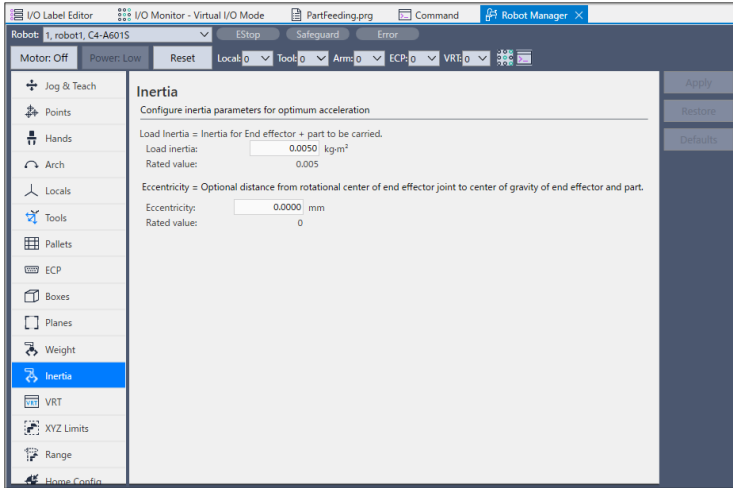 I/O Label Editor I/O Monitor - Virtual I/O Mode PartFeeding.prg Command Robot Manager
Robot: 1, robot1, C4-A601S EStop Safeguard Error
Motor: Off Power: Low Reset Local: 0 Tool: 0 Arm: 0 ECP: 0 VRT: 0
Jog & Teach
Points
Hands
Arch
Locals
Tools
Pallets
ECP
Boxes
Planes
Weight
Inertia
VRT
XYZ Limits
Range
Home Config
Inertia
Configure inertia parameters for optimum acceleration
Load Inertia = Inertia for End effector + part to be carried.
Load inertia: 0.0050 kg·m²
Rated value: 0.005
Eccentricity = Optional distance from rotational center of end effector joint to center of gravity of end effector and part.
Eccentricity: 0.0000 mm
Rated value: 0
Apply
Restore
Defaults